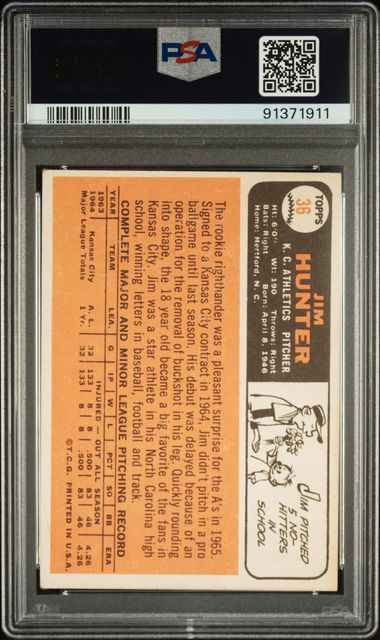 PSA
PSA
91371911
TOPPS
36
JIM
HUNTER
K. C. ATHLETICS PITCHER
Ht: 6'0" Wt: 190 Throws: Right
Bats: Right Born: April 8, 1946
Home: Hertford, N. C.
JIM PITCHED
5 NO-
HITTERS
IN
SCHOOL
The rookie righthander was a pleasant surprise for the A's in 1965.
Signed to a Kansas City contract in 1964, Jim didn't pitch in a pro
ballgame until last season. His debut was delayed because of an
operation for the removal of buckshot in his leg. Quickly rounding
into shape, the 18 year old became a big favorite of the fans in
Kansas City. Jim was a star athlete in his North Carolina high
school, winning letters in baseball, football and track.
COMPLETE MAJOR AND MINOR LEAGUE PITCHING RECORD
YEAR TEAM LEA. G IP W L PCT SO BB ERA
1963 INJURED - OUT ALL SEASON
1964 Kansas City A. L. 32 133 8 8 .500 83 46 4.26
Major League Totals 1 Yr. 32 133 8 8 .500 83 46 4.26
© T.C.G. PRINTED IN U.S.A.